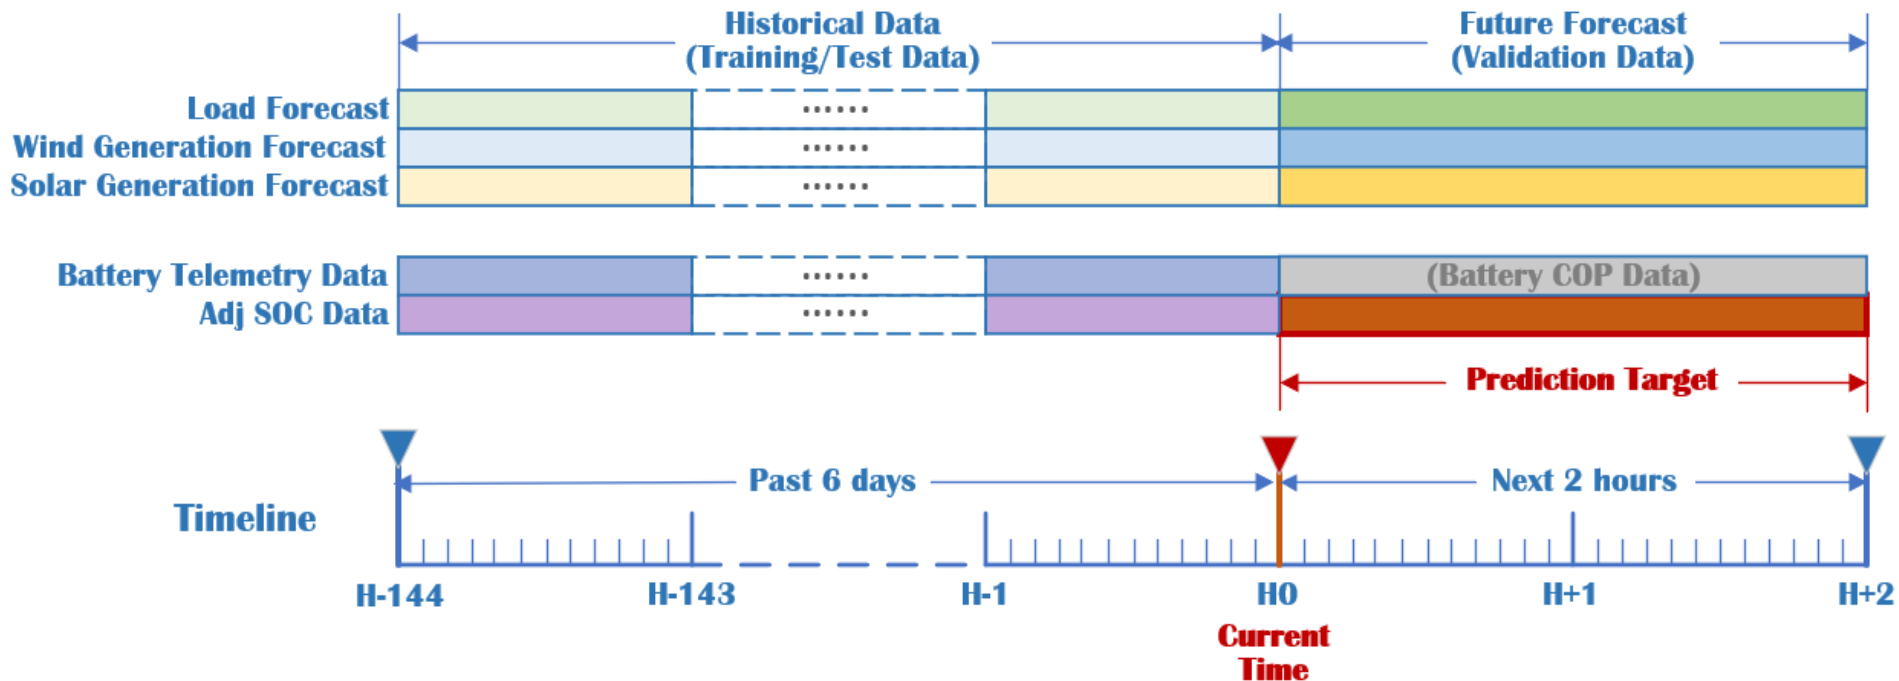 Historical Data
(Training/Test Data)
Future Forecast
(Validation Data)
Load Forecast
......
Wind Generation Forecast
......
Solar Generation Forecast
......
Battery Telemetry Data
......
(Battery COP Data)
Adj SOC Data
......
Prediction Target
Past 6 days
Next 2 hours
Timeline
H-144
H-143
H-1
H0
H+1
H+2
Current
Time